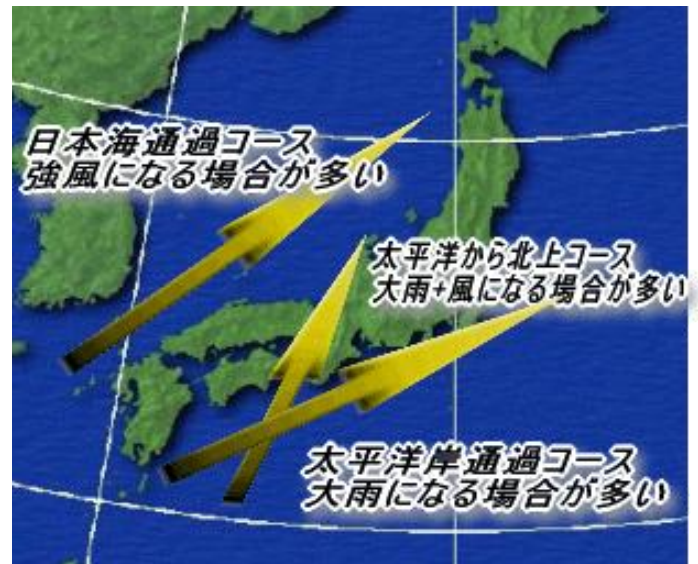 日本海通過コース
強風になる場合が多い
太平洋から北上コース
大雨+風になる場合が多い
太平洋岸通過コース
大雨になる場合が多い